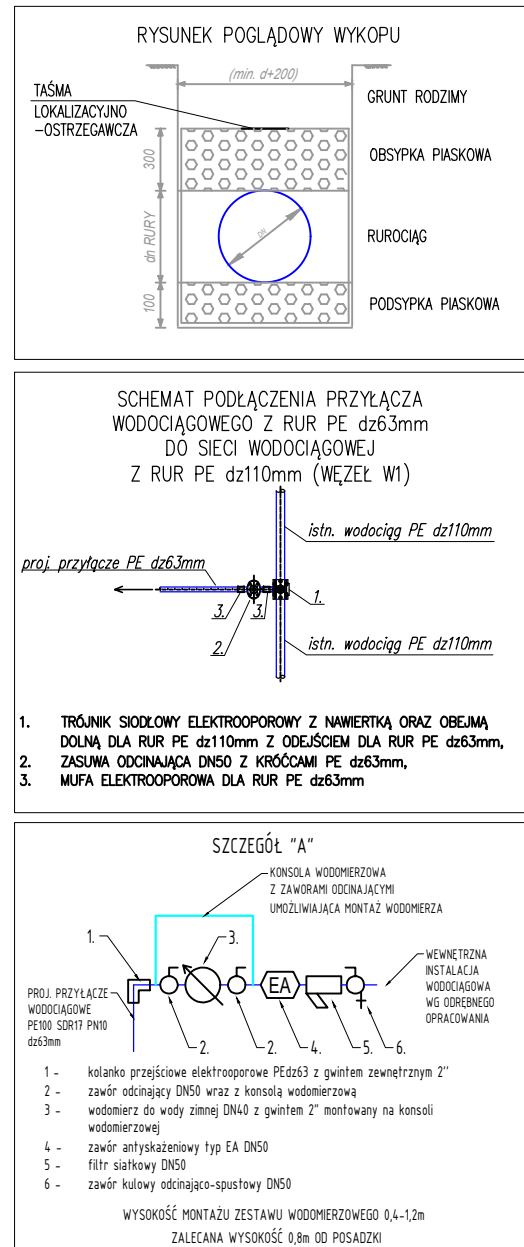 RYSUNEK POGLĄDOWY WYKOPU
(min. d+200)
TAŚMA
LOKALIZACYJNO
-OSTRZEGAWCZA
GRUNT RODZIMY
300
OBSYPKA PIASKOWA
dn RURY
DN
RUROCIĄG
100
PODSYPKA PIASKOWA
SCHEMAT PODŁĄCZENIA PRZYŁĄCZA
WODOCIĄGOWEGO Z RUR PE dz63mm
DO SIECI WODOCIĄGOWEJ
Z RUR PE dz110mm (WĘZEŁ W1)
istn. wodociąg PE dz110mm
proj. przyłącze PE dz63mm
3.
3.
1.
2.
istn. wodociąg PE dz110mm
1. TRÓJNIK SIODŁOWY ELEKTROOPOROWY Z NAWIERTKĄ ORAZ OBEJMĄ
DOLNĄ DLA RUR PE dz110mm Z ODEJŚCIEM DLA RUR PE dz63mm,
2. ZASUWA ODCINAJĄCA DN50 Z KRÓĆCAMI PE dz63mm,
3. MUFA ELEKTROOPOROWA DLA RUR PE dz63mm
SZCZEGÓŁ "A"
KONSOLA WODOMIERZOWA
Z ZAWORAMI ODCINAJĄCYMI
UMOŻLIWIAJĄCA MONTAŻ WODOMIERZA
1.
3.
WEWNĘTRZNA
INSTALACJA
WODOCIĄGOWA
WG ODRĘBNEGO
OPRACOWANIA
EA
PROJ. PRZYŁĄCZE
WODOCIĄGOWE
PE100 SDR17 PN10
dz63mm
2.
2.
4.
5.
6.
1 - kolanko przejściowe elektrooporowe PEdz63 z gwintem zewnętrznym 2''
2 - zawór odcinający DN50 wraz z konsolą wodomierzową
3 - wodomierz do wody zimnej DN40 z gwintem 2" montowany na konsoli
wodomierzowej
4 - zawór antyskażeniowy typ EA DN50
5 - filtr siatkowy DN50
6 - zawór kulowy odcinająco-spustowy DN50
WYSOKOŚĆ MONTAŻU ZESTAWU WODOMIERZOWEGO 0,4-1,2m
ZALECANA WYSOKOŚĆ 0,8m OD POSADZKI